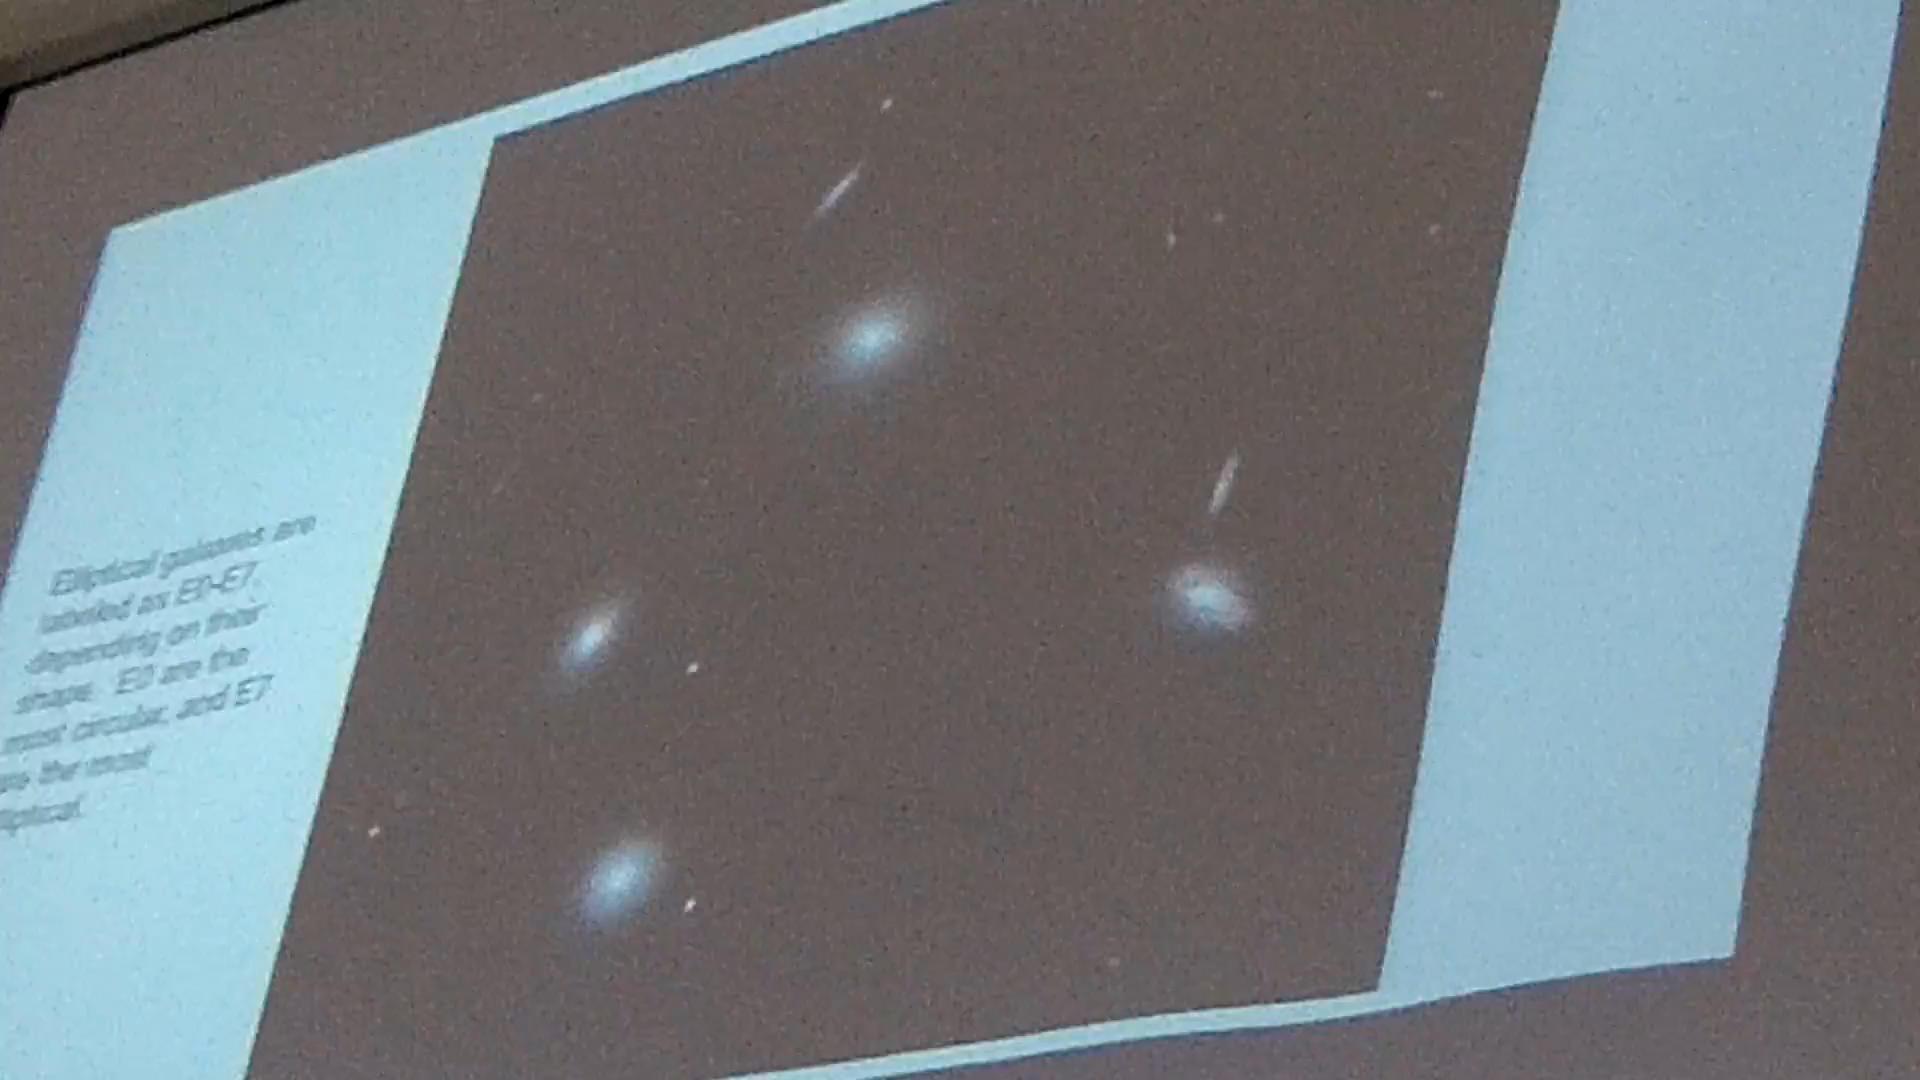 Elliptical galaxies are
labeled as E0-E7,
depending on their
shape. E0 are the
most circular, and E7
the most